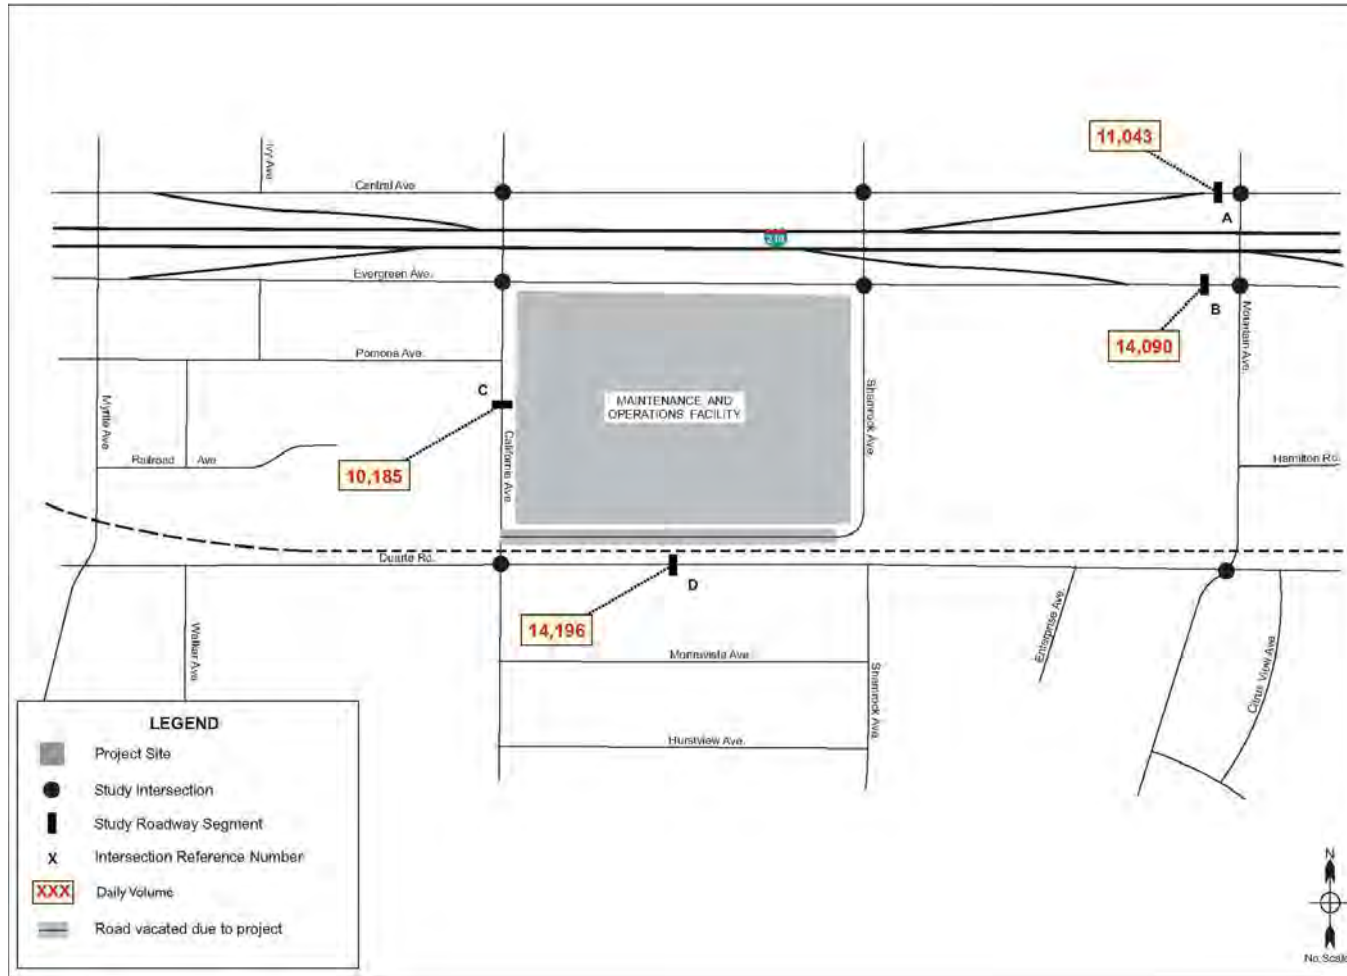 11,043
Ivy Ave
Central Ave
A
210
Evergreen Ave.
B
14,090
Mountain Ave.
Pomona Ave.
C
MAINTENANCE AND
OPERATIONS FACILITY
Myrtle Ave
California Ave
Shamrock Ave
Railroad Ave
10,185
Hamilton Rd.
Duarte Rd.
D
14,196
Walker Ave
Monrovista Ave
Shamrock Ave.
Enterprise Ave.
Citrus View Ave
Hurstview Ave.
LEGEND
Project Site
Study Intersection
Study Roadway Segment
X Intersection Reference Number
XXX Daily Volume
Road vacated due to project
N
No Scale